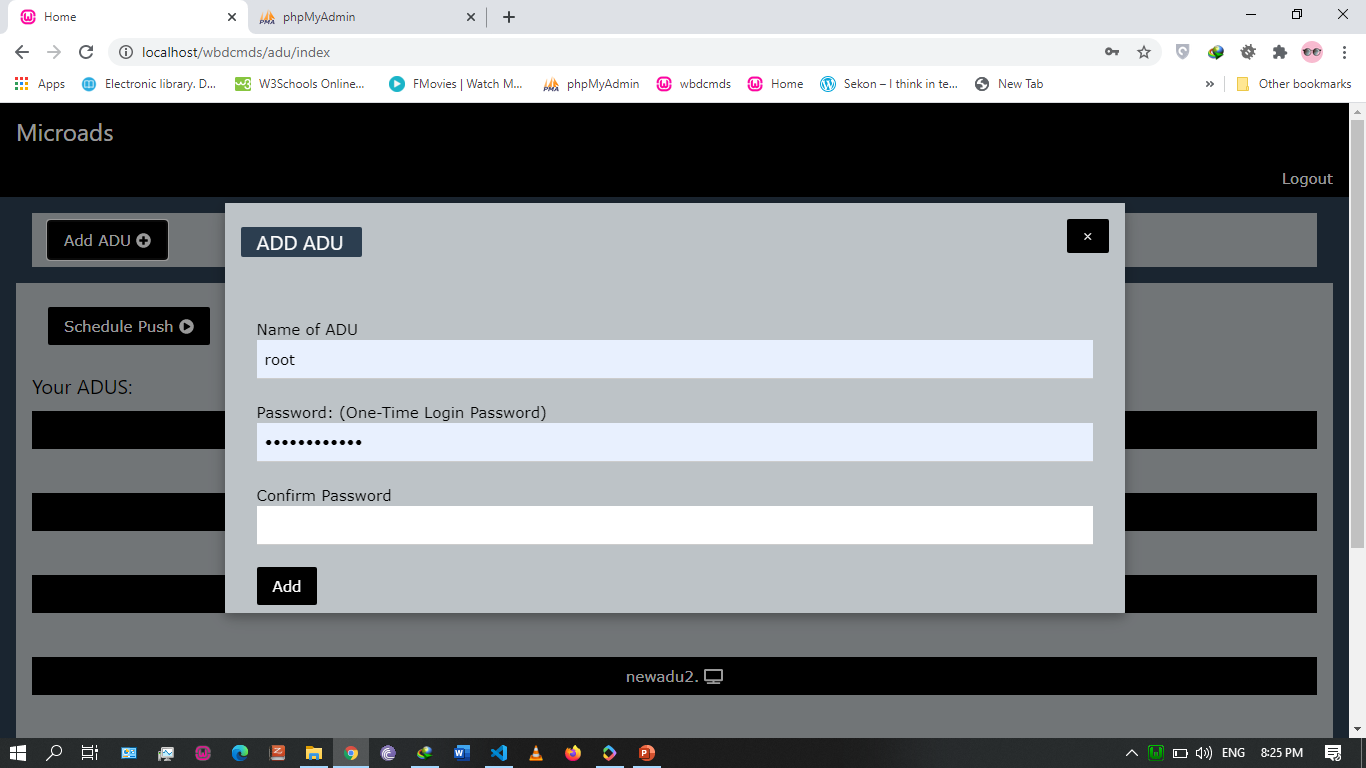 Home
phpMyAdmin
localhost/wbdcmds/adu/index
Apps
Electronic library. D...
W3Schools Online...
FMovies | Watch M...
phpMyAdmin
wbdcmds
Home
Sekon – I think in te...
New Tab
»
Other bookmarks
Microads
Logout
Add ADU
ADD ADU
×
Schedule Push
Name of ADU
root
Your ADUS:
Password: (One-Time Login Password)
••••••••••••
Confirm Password
Add
newadu2.
ENG
8:25 PM